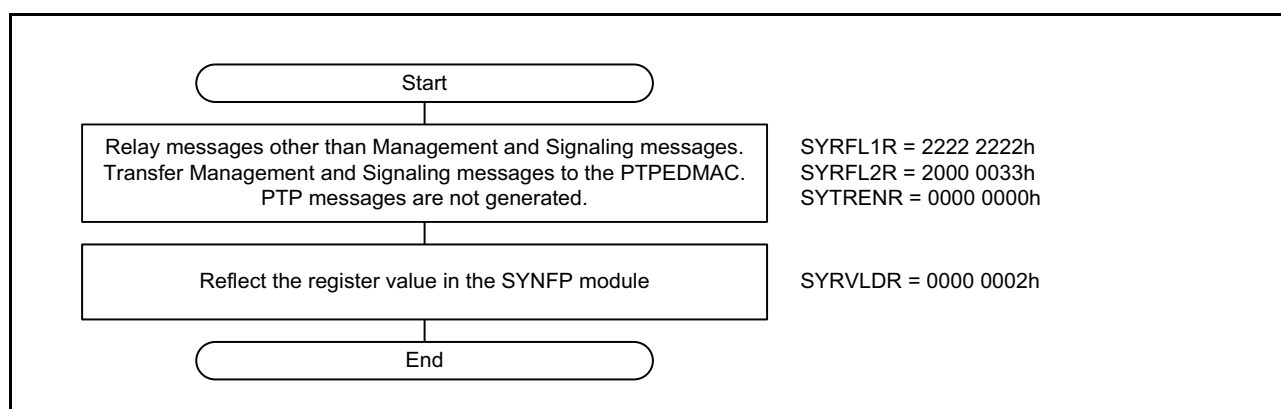 Start
Relay messages other than Management and Signaling messages.
Transfer Management and Signaling messages to the PTPEDMAC.
PTP messages are not generated.
SYRFL1R = 2222 2222h
SYRFL2R = 2000 0033h
SYTRENR = 0000 0000h
Reflect the register value in the SYNFP module
SYRVLDR = 0000 0002h
End